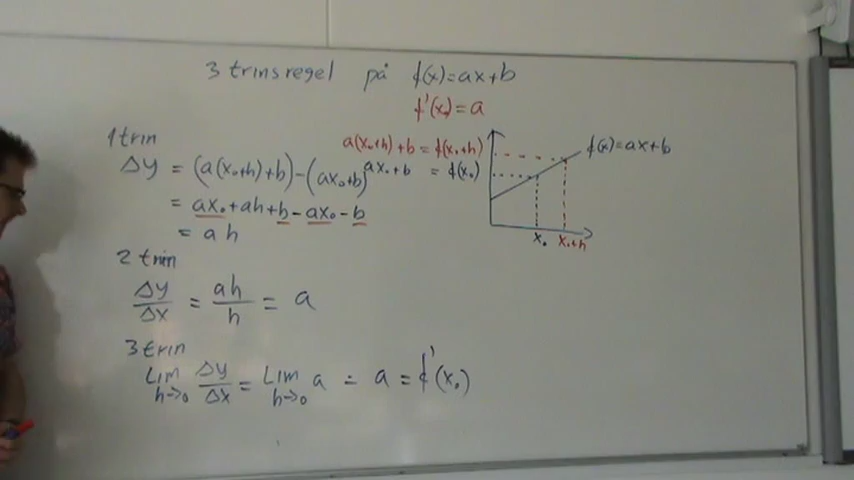 3 trinsregel på f(x)=ax+b
f'(x₀)=a
1 trin
Δy = (a(x₀+h)+b)-(ax₀+b)
= ax₀+ah+b-ax₀-b
= ah
a(x₀+h)+b = f(x₀+h)
ax₀+b = f(x₀)
f(x)=ax+b
x₀ x₀+h
2 trin
Δy/Δx = ah/h = a
3 trin
Lim h→0 Δy/Δx = Lim h→0 a = a = f'(x₀)